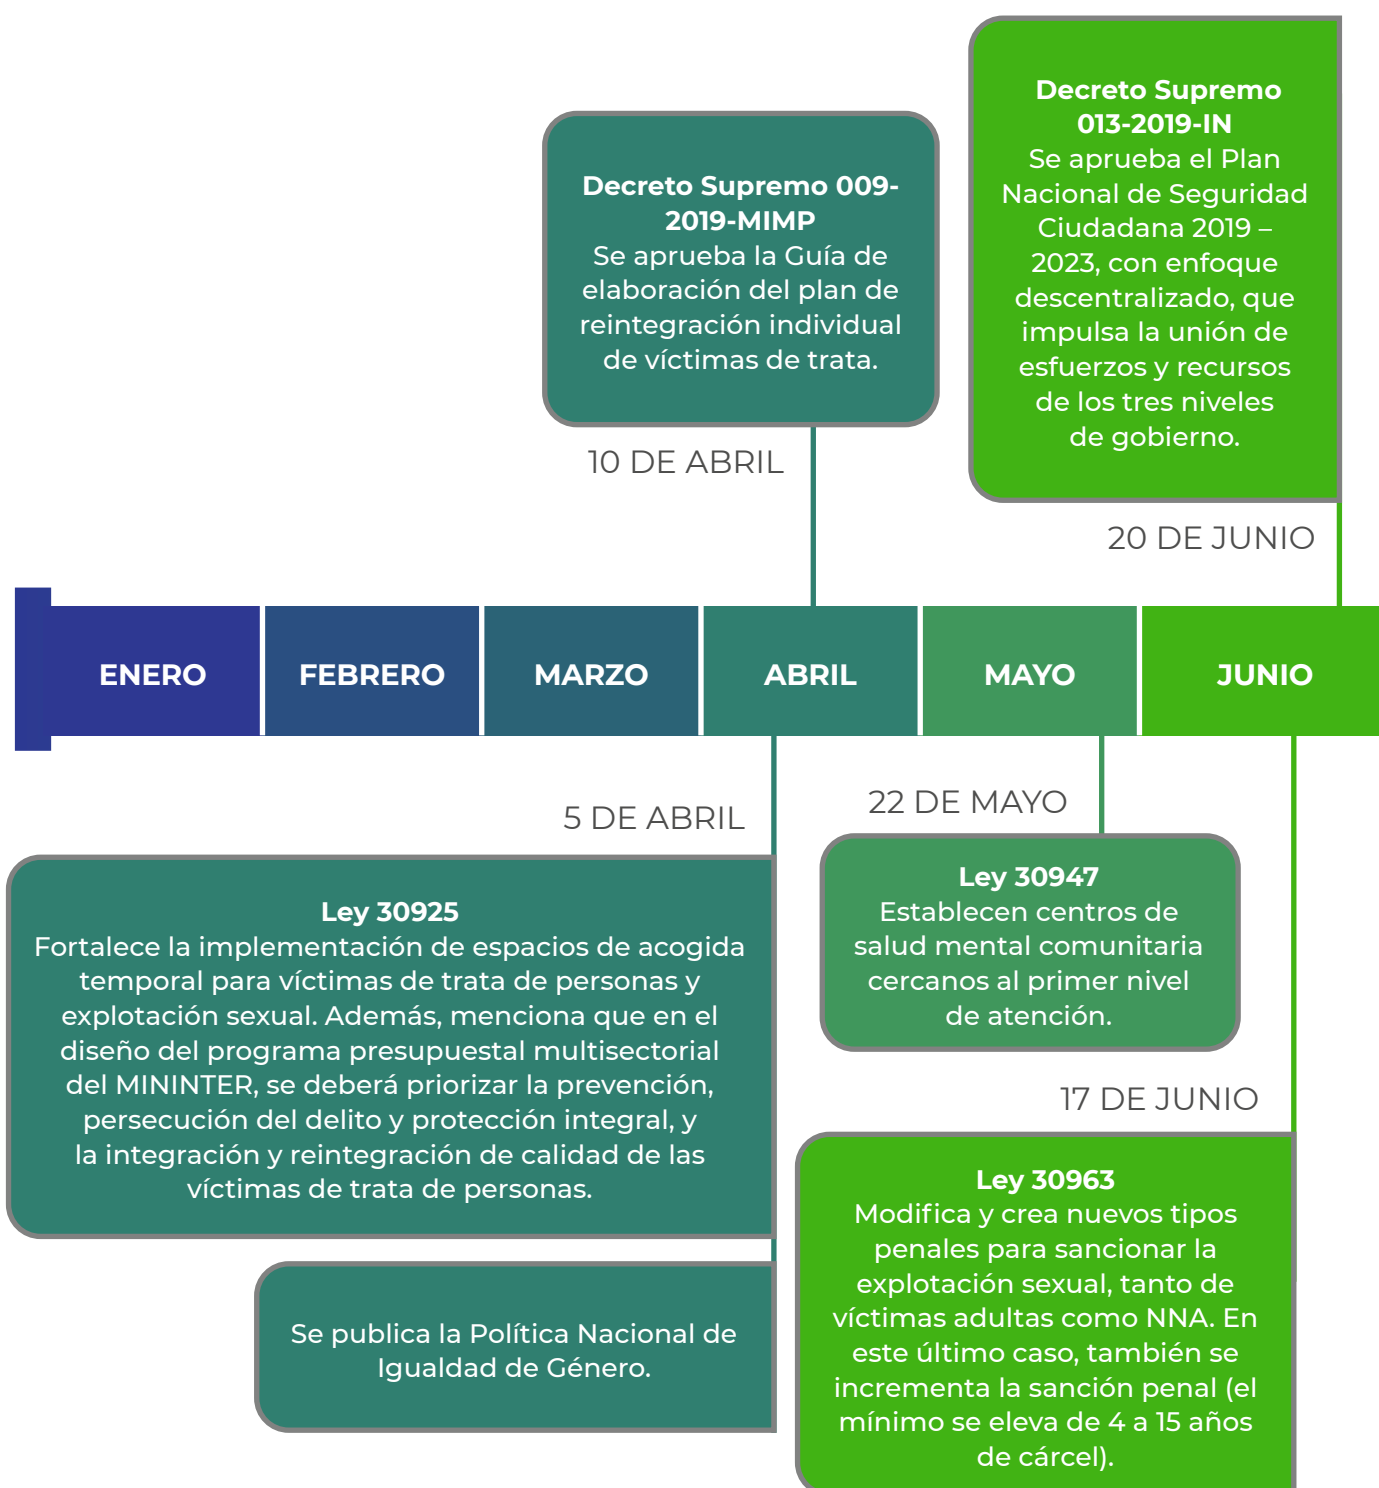 Decreto Supremo
013-2019-IN
Se aprueba el Plan
Nacional de Seguridad
Ciudadana 2019 –
2023, con enfoque
descentralizado, que
impulsa la unión de
esfuerzos y recursos
de los tres niveles
de gobierno.
Decreto Supremo 009-
2019-MIMP
Se aprueba la Guía de
elaboración del plan de
reintegración individual
de víctimas de trata.
10 DE ABRIL
20 DE JUNIO
ENERO
FEBRERO
MARZO
ABRIL
MAYO
JUNIO
5 DE ABRIL
22 DE MAYO
Ley 30925
Fortalece la implementación de espacios de acogida
temporal para víctimas de trata de personas y
explotación sexual. Además, menciona que en el
diseño del programa presupuestal multisectorial
del MININTER, se deberá priorizar la prevención,
persecución del delito y protección integral, y
la integración y reintegración de calidad de las
víctimas de trata de personas.
Ley 30947
Establecen centros de
salud mental comunitaria
cercanos al primer nivel
de atención.
17 DE JUNIO
Se publica la Política Nacional de
Igualdad de Género.
Ley 30963
Modifica y crea nuevos tipos
penales para sancionar la
explotación sexual, tanto de
víctimas adultas como NNA. En
este último caso, también se
incrementa la sanción penal (el
mínimo se eleva de 4 a 15 años
de cárcel).